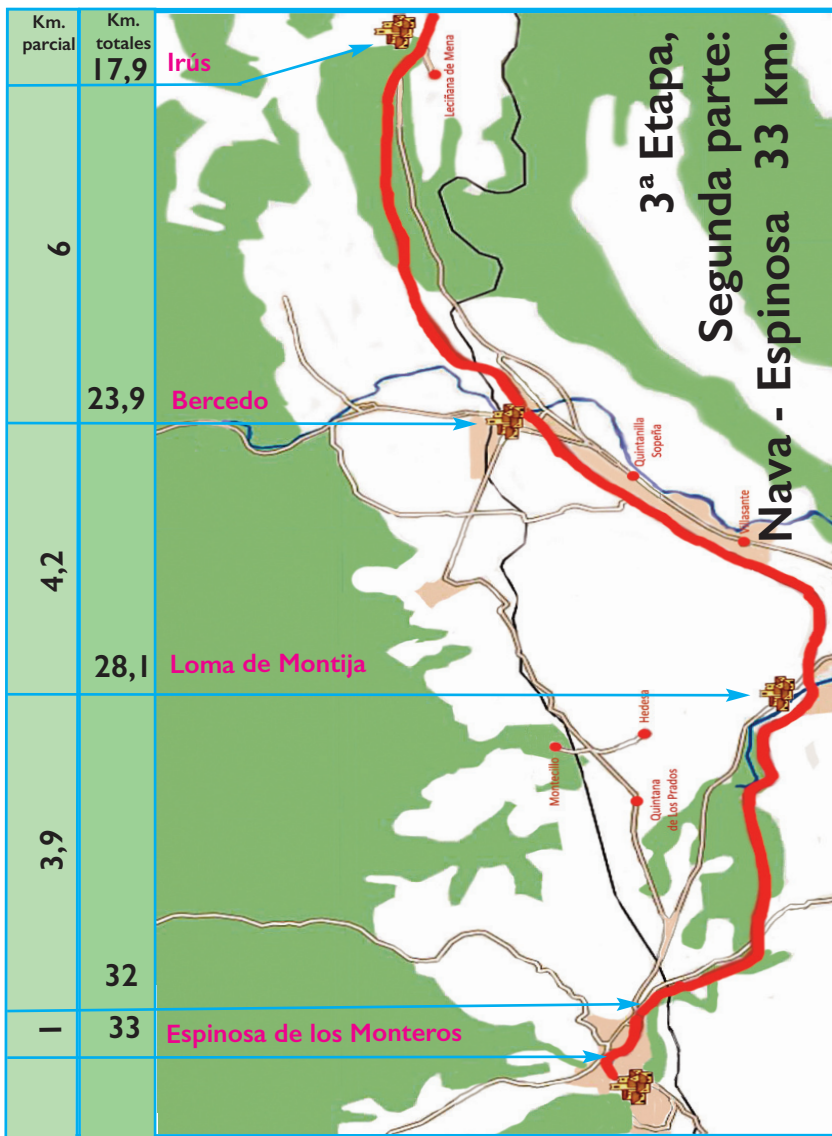 Km.
parcial
Km.
totales
17,9
Irús
6
23,9
Bercedo
4,2
28,1
Loma de Montija
3,9
32
1
33
Espinosa de los Monteros
3ª Etapa,
Segunda parte:
Nava - Espinosa 33 km.
Leciñana de Mena
Quintanilla
Sopeña
Villasante
Hedesa
Montecillo
Quintana
de Los Prados